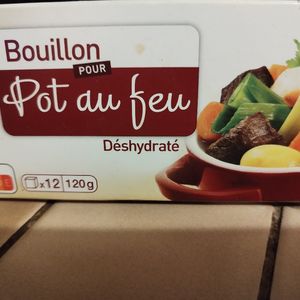 Bouillon
POUR
Pot au feu
Déshydraté
x12 120g